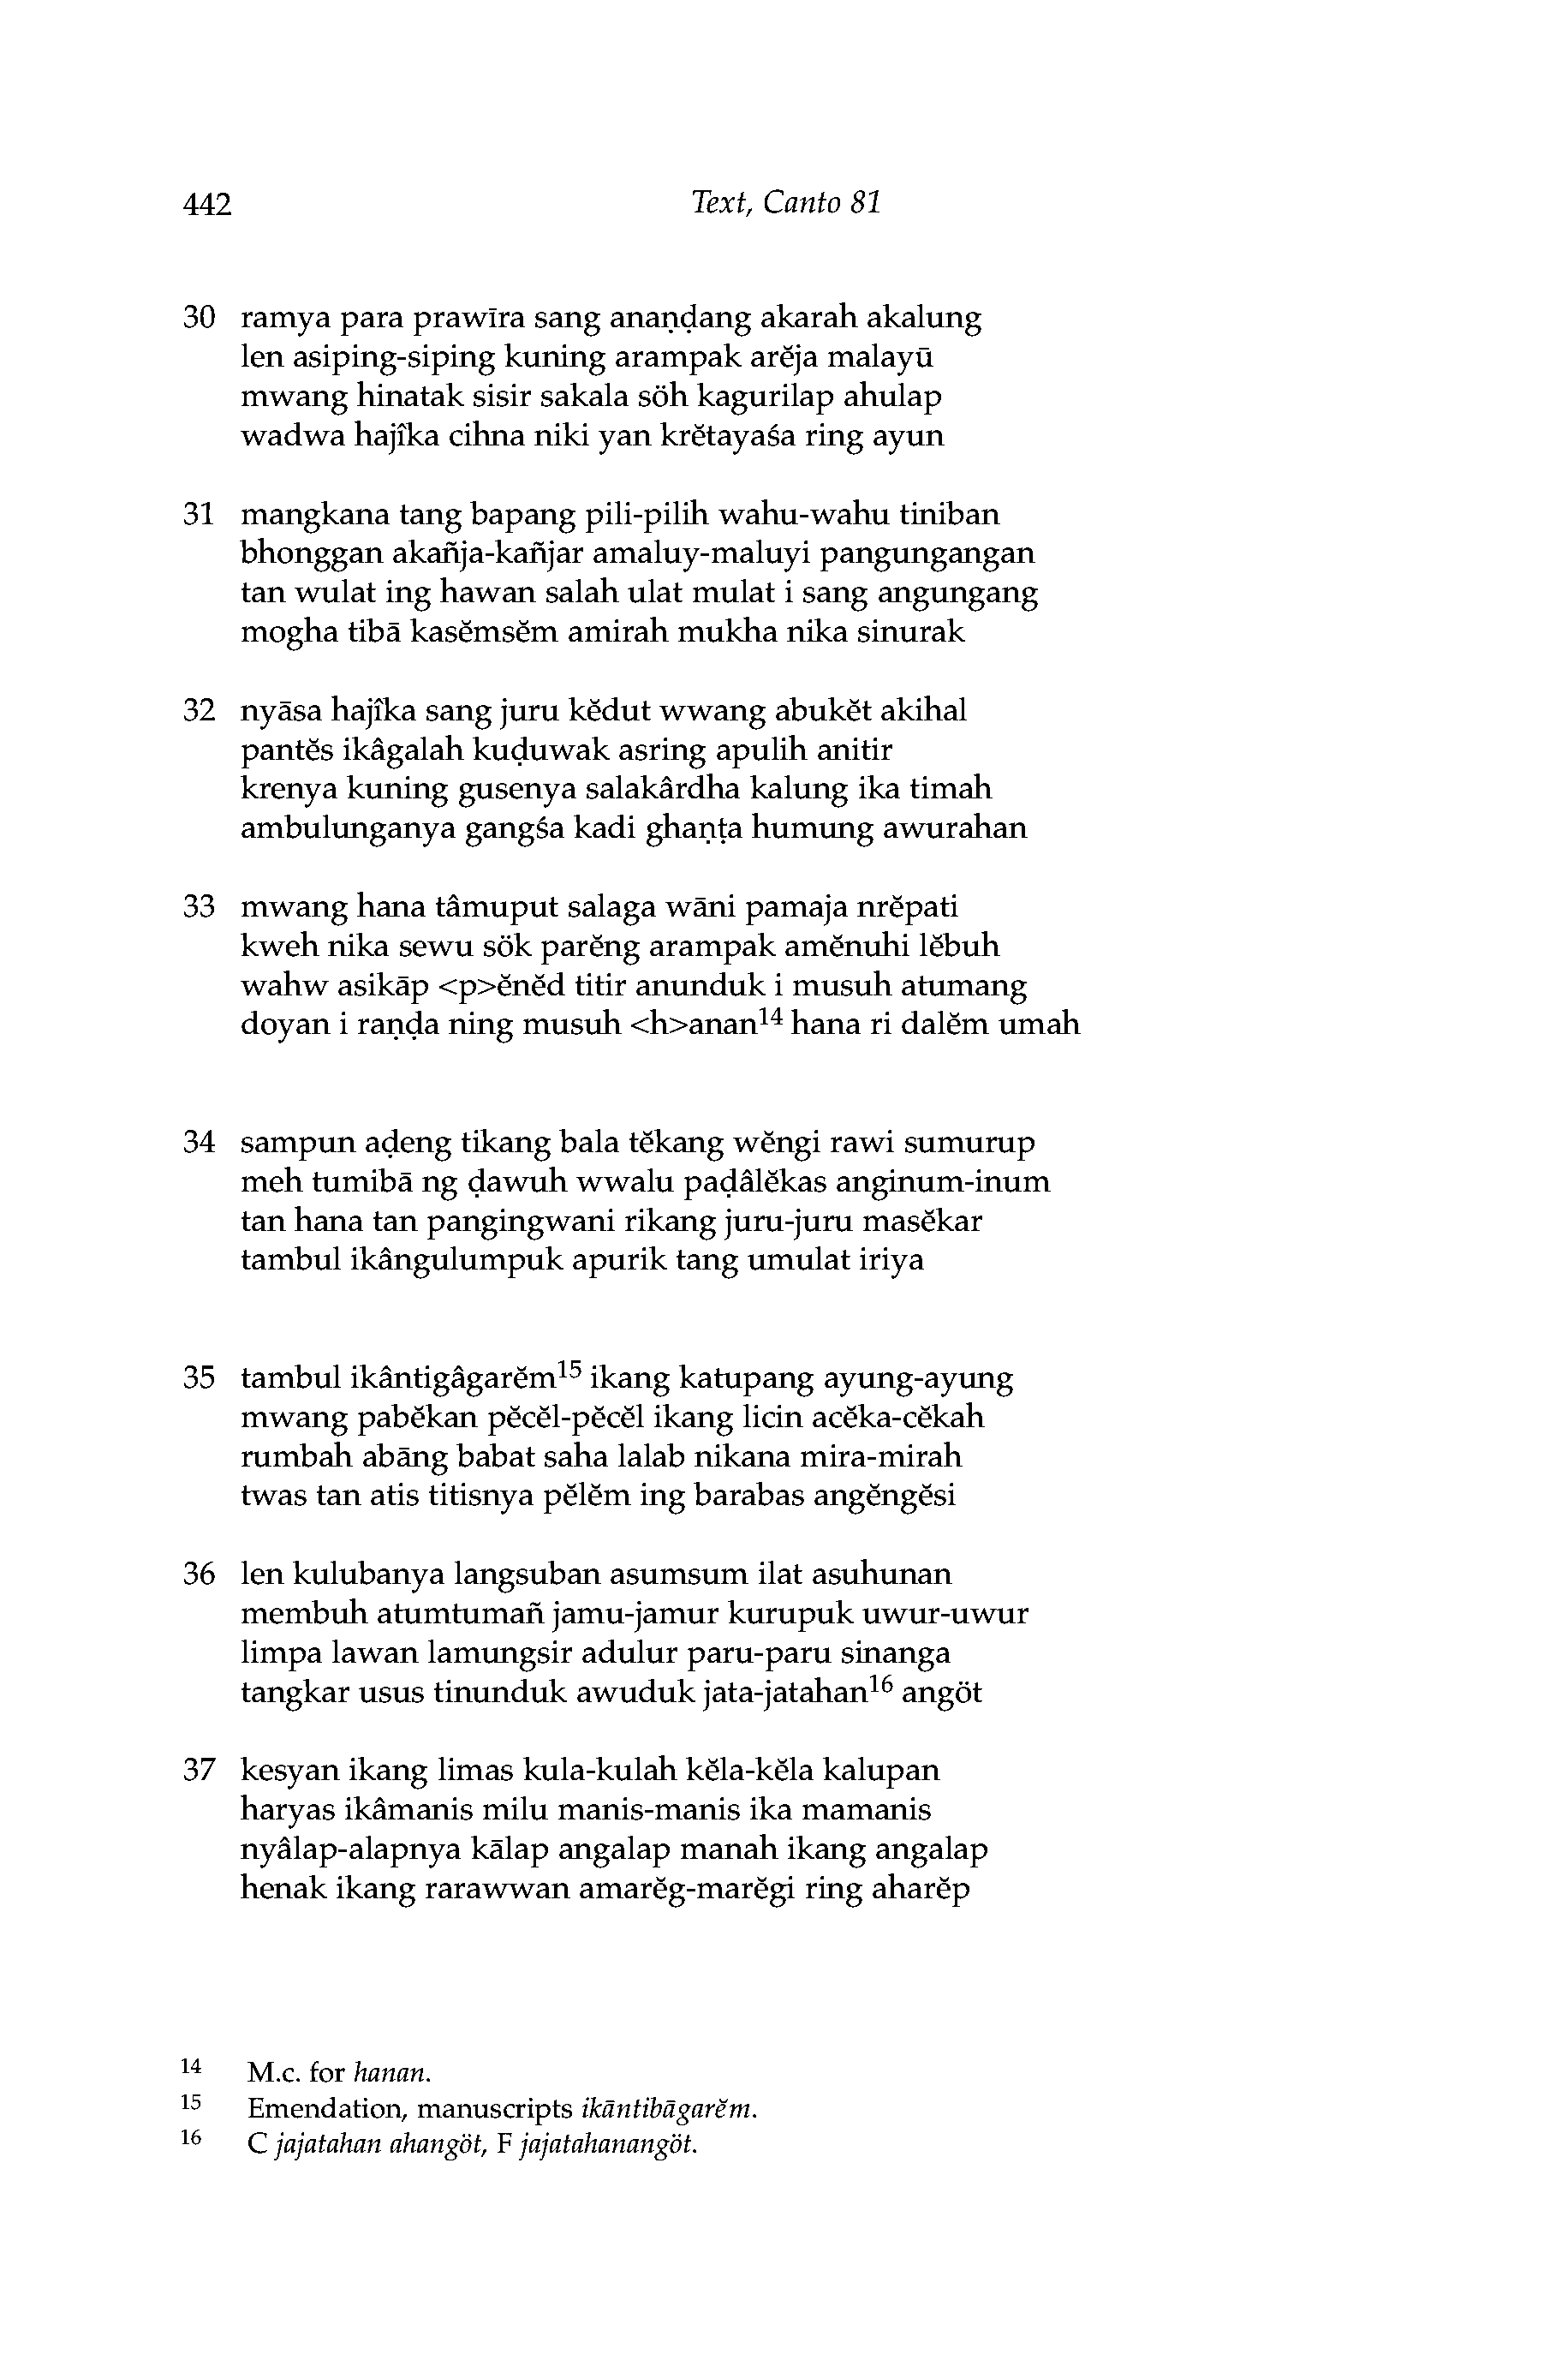 442 Text, Canto 81
30 ramya para prawīra sang anaṇḍang akarah akalung
len asiping-siping kuning arampak arĕja malayū
mwang hinatak sisir sakala söh kagurilap ahulap
wadwa hajîka cihna niki yan krĕtayaśa ring ayun
31 mangkana tang bapang pili-pilih wahu-wahu tiniban
bhonggan akañja-kañjar amaluy-maluyi pangungangan
tan wulat ing hawan salah ulat mulat i sang angungang
mogha tibā kasĕmsĕm amirah mukha nika sinurak
32 nyāsa hajîka sang juru kĕdut wwang abukĕt akihal
pantĕs ikâgalah kuḍuwak asring apulih anitir
krenya kuning gusenya salakârdha kalung ika timah
ambulunganya gangśa kadi ghaṇṭa humung awurahan
33 mwang hana tâmuput salaga wāni pamaja nrĕpati
kweh nika sewu sök parĕng arampak amĕnuhi lĕbuh
wahw asikāp <p>ĕnĕd titir anunduk i musuh atumang
doyan i raṇḍa ning musuh <h>anan14 hana ri dalĕm umah
34 sampun aḍeng tikang bala tĕkang wĕngi rawi sumurup
meh tumibā ng ḍawuh wwalu paḍâlĕkas anginum-inum
tan hana tan pangingwani rikang juru-juru masĕkar
tambul ikângulumpuk apurik tang umulat iriya
35 tambul ikântigâgarĕm15 ikang katupang ayung-ayung
mwang pabĕkan pĕcĕl-pĕcĕl ikang licin acĕka-cĕkah
rumbah abāng babat saha lalab nikana mira-mirah
twas tan atis titisnya pĕlĕm ing barabas angĕngĕsi
36 len kulubanya langsuban asumsum ilat asuhunan
membuh atumtumañ jamu-jamur kurupuk uwur-uwur
limpa lawan lamungsir adulur paru-paru sinanga
tangkar usus tinunduk awuduk jata-jatahan16 angöt
37 kesyan ikang limas kula-kulah kĕla-kĕla kalupan
haryas ikâmanis milu manis-manis ika mamanis
nyâlap-alapnya kālap angalap manah ikang angalap
henak ikang rarawwan amarĕg-marĕgi ring aharĕp
14 M.c. for hanan.
15 Emendation, manuscripts ikāntibāgarĕm.
16 C jajatahan ahangöt, F jajatahanangöt.